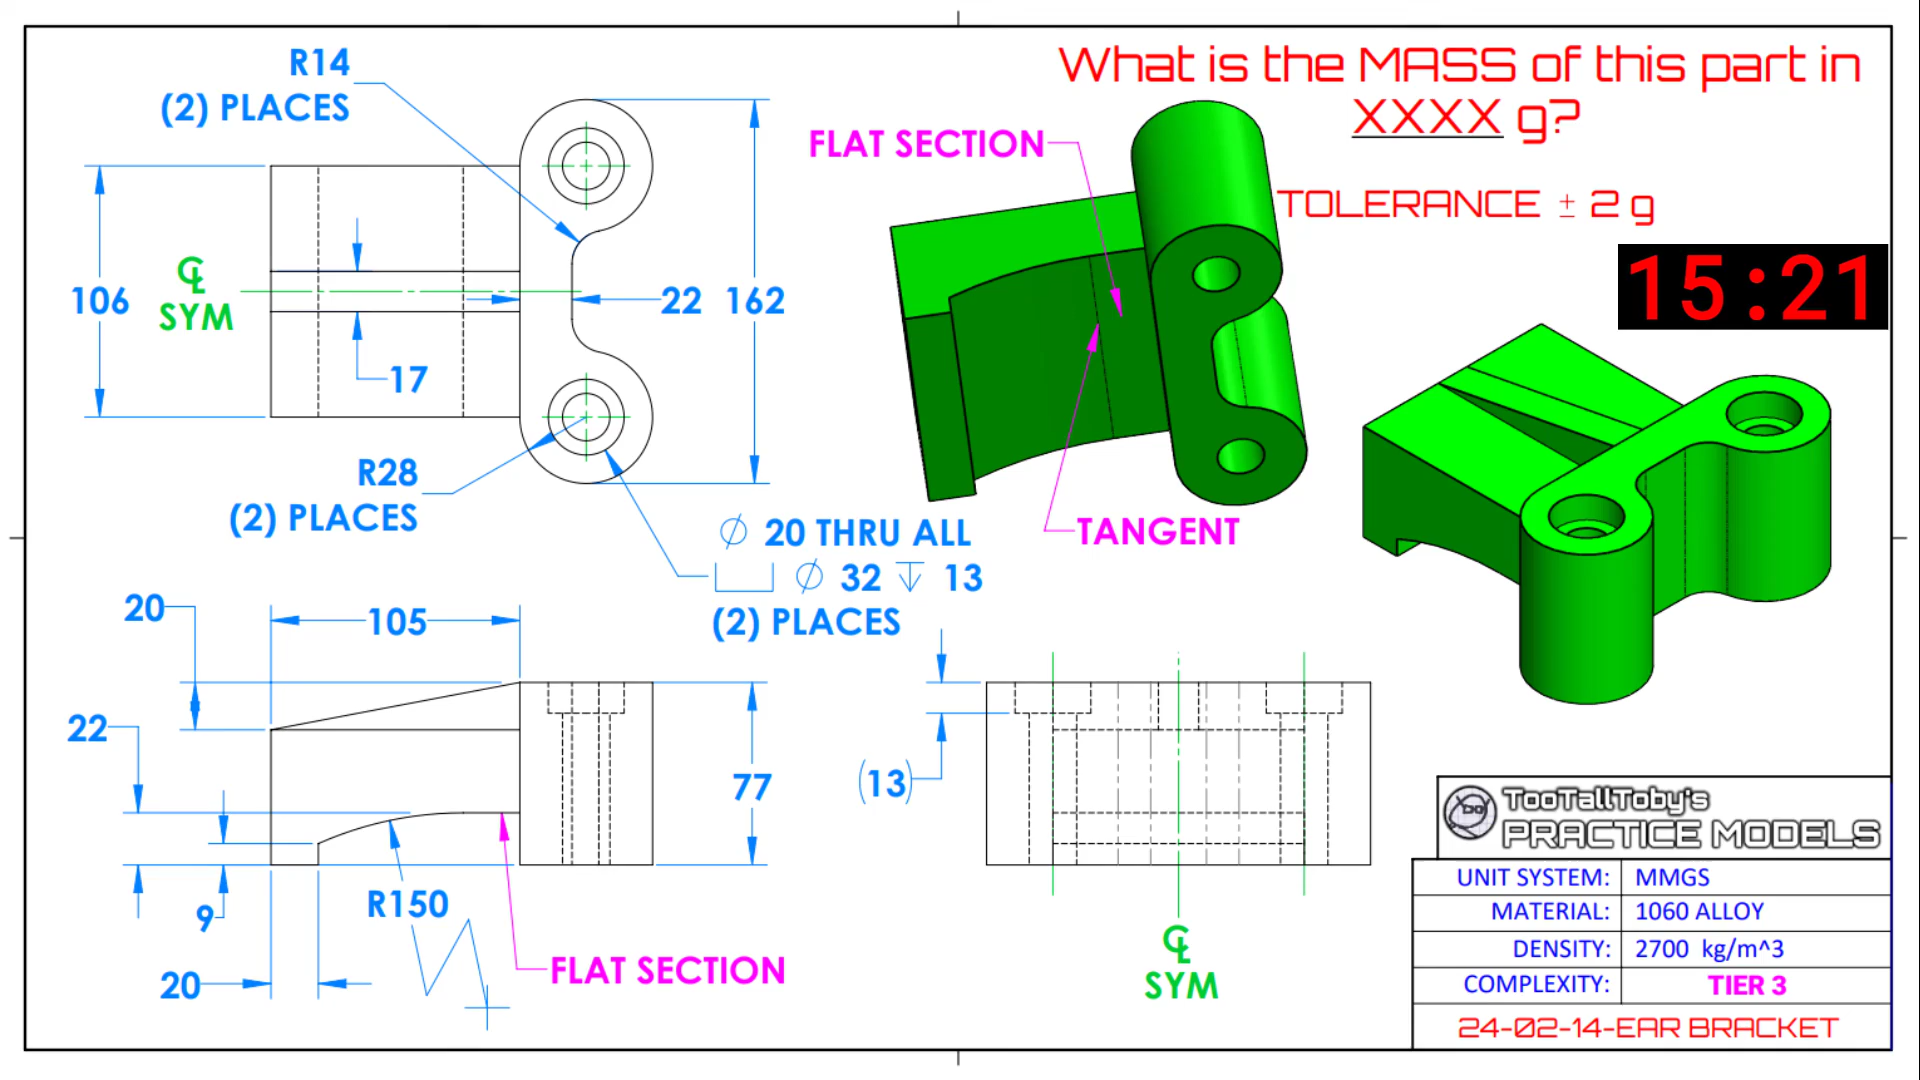 What is the MASS of this part in
XXXX g?
TOLERANCE ± 2 g
15:21
R14
(2) PLACES
FLAT SECTION
106
℄
SYM
22
162
17
R28
(2) PLACES
∅ 20 THRU ALL
⌴ ∅ 32 ↧ 13
(2) PLACES
TANGENT
20
105
22
77
9
R150
20
FLAT SECTION
(13)
℄
SYM
TooTallToby's
PRACTICE MODELS
UNIT SYSTEM: MMGS
MATERIAL: 1060 ALLOY
DENSITY: 2700 kg/m^3
COMPLEXITY: TIER 3
24-02-14-EAR BRACKET